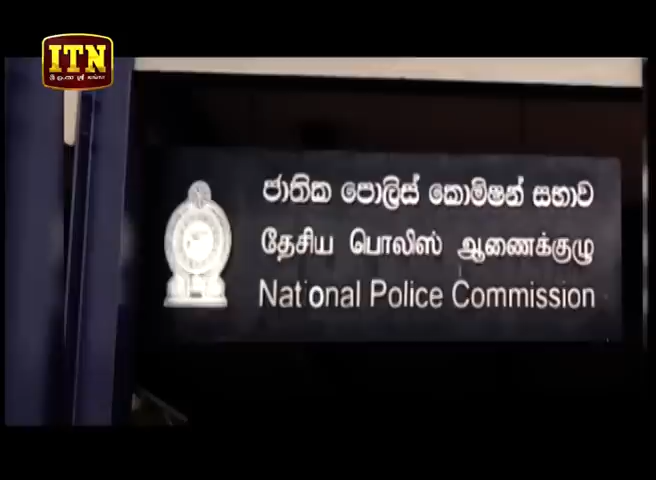 ITN
ජාතික පොලිස් කොමිෂන් සභාව
தேசிய பொலிஸ் ஆணைக்குழு
National Police Commission